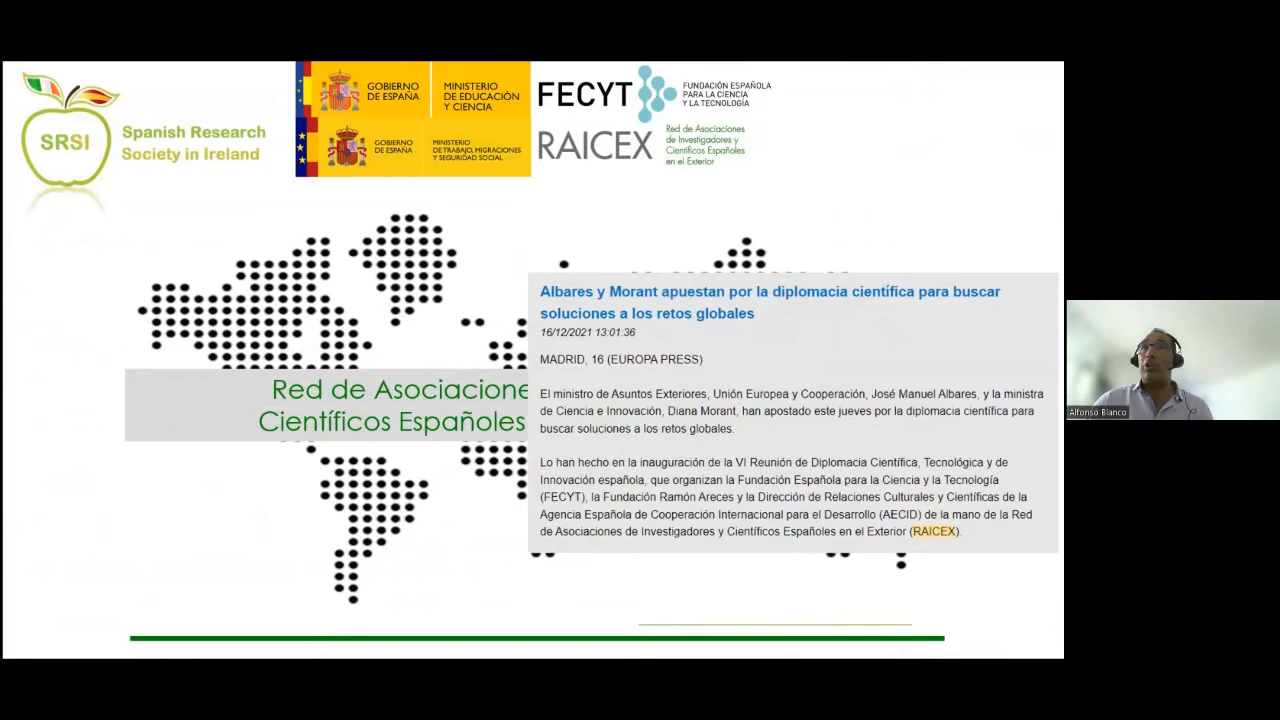 SRSI
Spanish Research
Society in Ireland
GOBIERNO
DE ESPAÑA
MINISTERIO
DE EDUCACIÓN
Y CIENCIA
GOBIERNO
DE ESPAÑA
MINISTERIO
DE TRABAJO, MIGRACIONES
Y SEGURIDAD SOCIAL
FECYT
FUNDACIÓN ESPAÑOLA
PARA LA CIENCIA
Y LA TECNOLOGÍA
RAICEX
Red de Asociaciones
de Investigadores y
Científicos Españoles
en el Exterior
Red de Asociacione
Científicos Españoles
Albares y Morant apuestan por la diplomacia científica para buscar
soluciones a los retos globales
16/12/2021 13:01:36
MADRID, 16 (EUROPA PRESS)
El ministro de Asuntos Exteriores, Unión Europea y Cooperación, José Manuel Albares, y la ministra
de Ciencia e Innovación, Diana Morant, han apostado este jueves por la diplomacia científica para
buscar soluciones a los retos globales.
Lo han hecho en la inauguración de la VI Reunión de Diplomacia Científica, Tecnológica y de
Innovación española, que organizan la Fundación Española para la Ciencia y la Tecnología
(FECYT), la Fundación Ramón Areces y la Dirección de Relaciones Culturales y Científicas de la
Agencia Española de Cooperación Internacional para el Desarrollo (AECID) de la mano de la Red
de Asociaciones de Investigadores y Científicos Españoles en el Exterior (RAICEX).
Alfonso Blanco